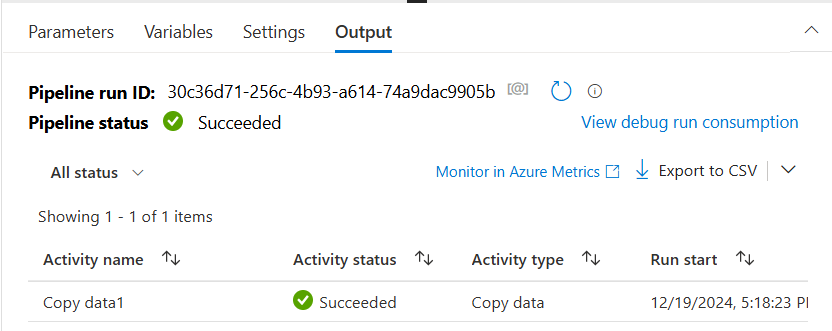 Parameters Variables Settings Output
Pipeline run ID: 30c36d71-256c-4b93-a614-74a9dac9905b [@]
Pipeline status Succeeded View debug run consumption
All status Monitor in Azure Metrics Export to CSV
Showing 1 - 1 of 1 items
Activity name Activity status Activity type Run start
Copy data1 Succeeded Copy data 12/19/2024, 5:18:23